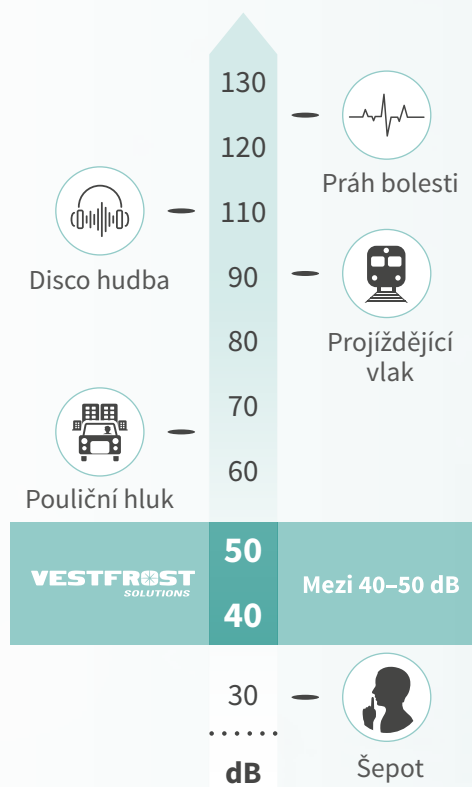 130
120
Práh bolesti
110
Disco hudba
90
80
Projíždějící
vlak
70
60
Pouliční hluk
50
VESTFROST
SOLUTIONS
Mezi 40–50 dB
40
30
Šepot
dB